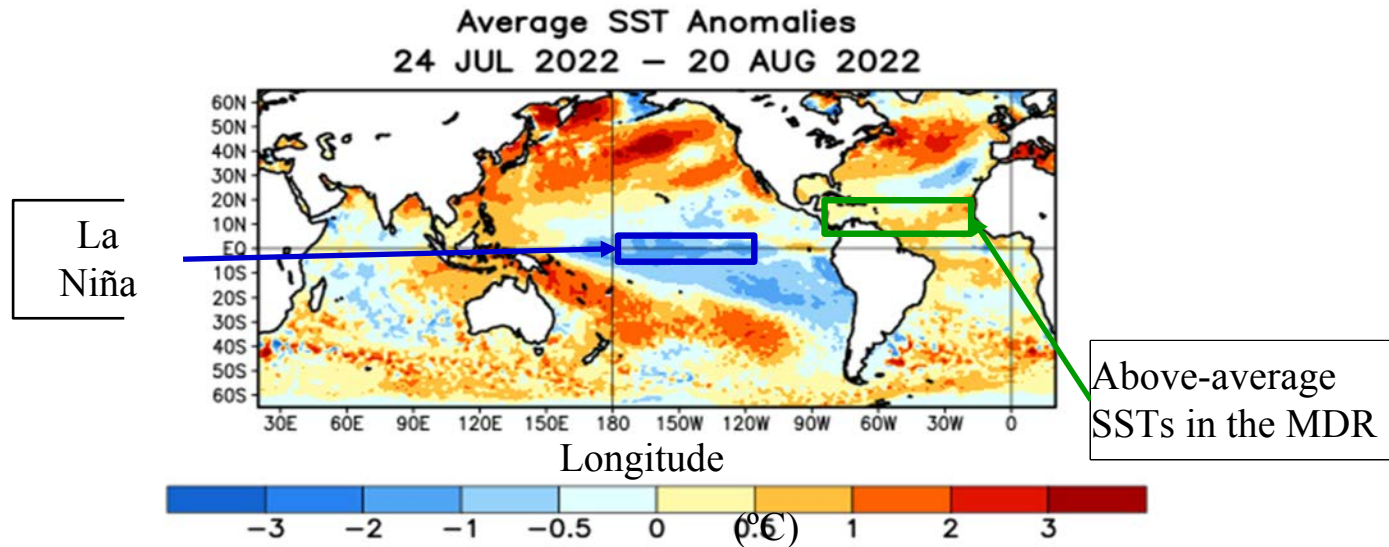 Average SST Anomalies
24 JUL 2022 – 20 AUG 2022
60N
50N
40N
30N
20N
10N
EQ
10S
20S
30S
40S
50S
60S
30E 60E 90E 120E 150E 180 150W 120W 90W 60W 30W 0
La
Niña
Above-average
SSTs in the MDR
Longitude
-3 -2 -1 -0.5 0 0.5 1 2 3
(°C)